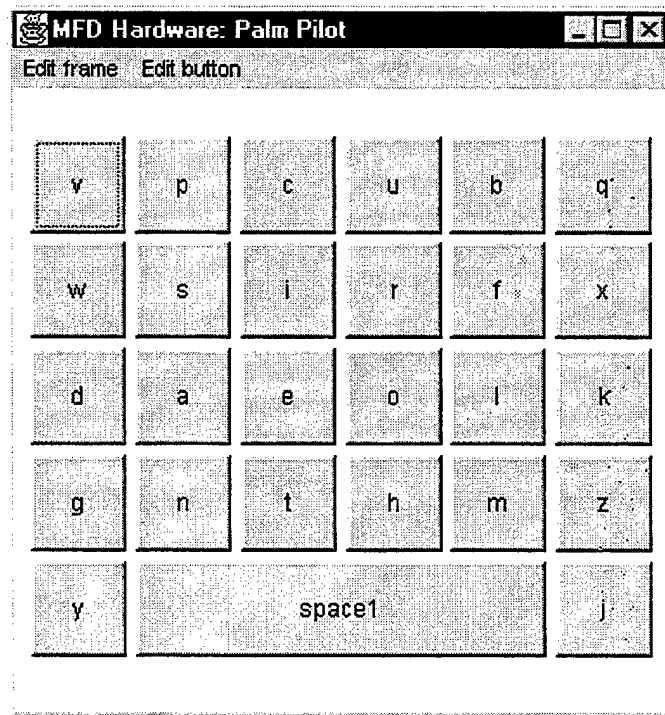 MFD Hardware: Palm Pilot
Edit frame Edit button
v p c u b q
w s i r f x
d a e o l k
g n t h m z
y space1 j